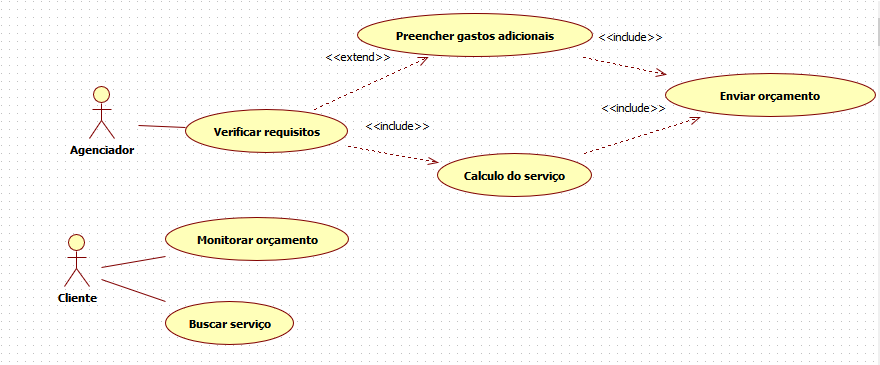 Preencher gastos adicionais
<<include>>
<<extend>>
Enviar orçamento
<<include>>
Agenciador
Verificar requisitos
<<include>>
Calculo do serviço
Monitorar orçamento
Cliente
Buscar serviço